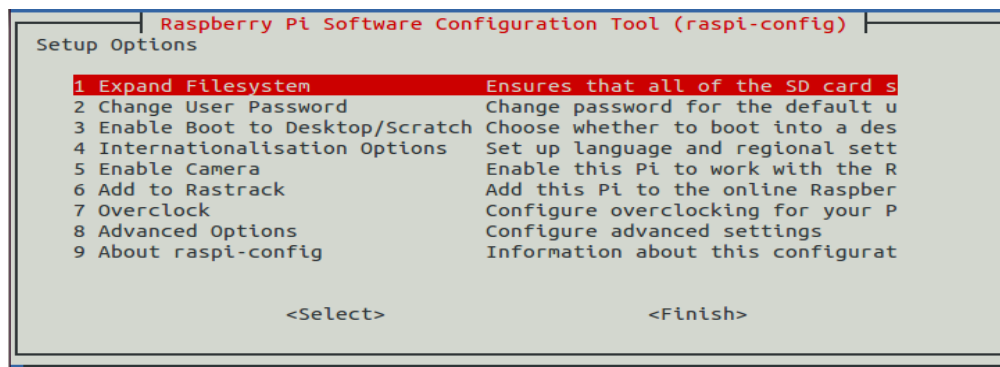 Raspberry Pi Software Configuration Tool (raspi-config)
Setup Options
1 Expand Filesystem Ensures that all of the SD card s
2 Change User Password Change password for the default u
3 Enable Boot to Desktop/Scratch Choose whether to boot into a des
4 Internationalisation Options Set up language and regional sett
5 Enable Camera Enable this Pi to work with the R
6 Add to Rastrack Add this Pi to the online Raspber
7 Overclock Configure overclocking for your P
8 Advanced Options Configure advanced settings
9 About raspi-config Information about this configurat
<Select> <Finish>